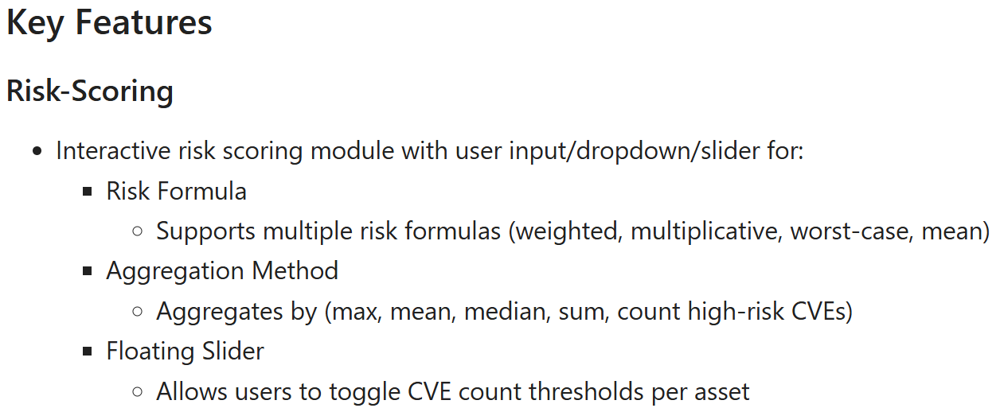 Key Features
Risk-Scoring
Interactive risk scoring module with user input/dropdown/slider for:
Risk Formula
Supports multiple risk formulas (weighted, multiplicative, worst-case, mean)
Aggregation Method
Aggregates by (max, mean, median, sum, count high-risk CVEs)
Floating Slider
Allows users to toggle CVE count thresholds per asset